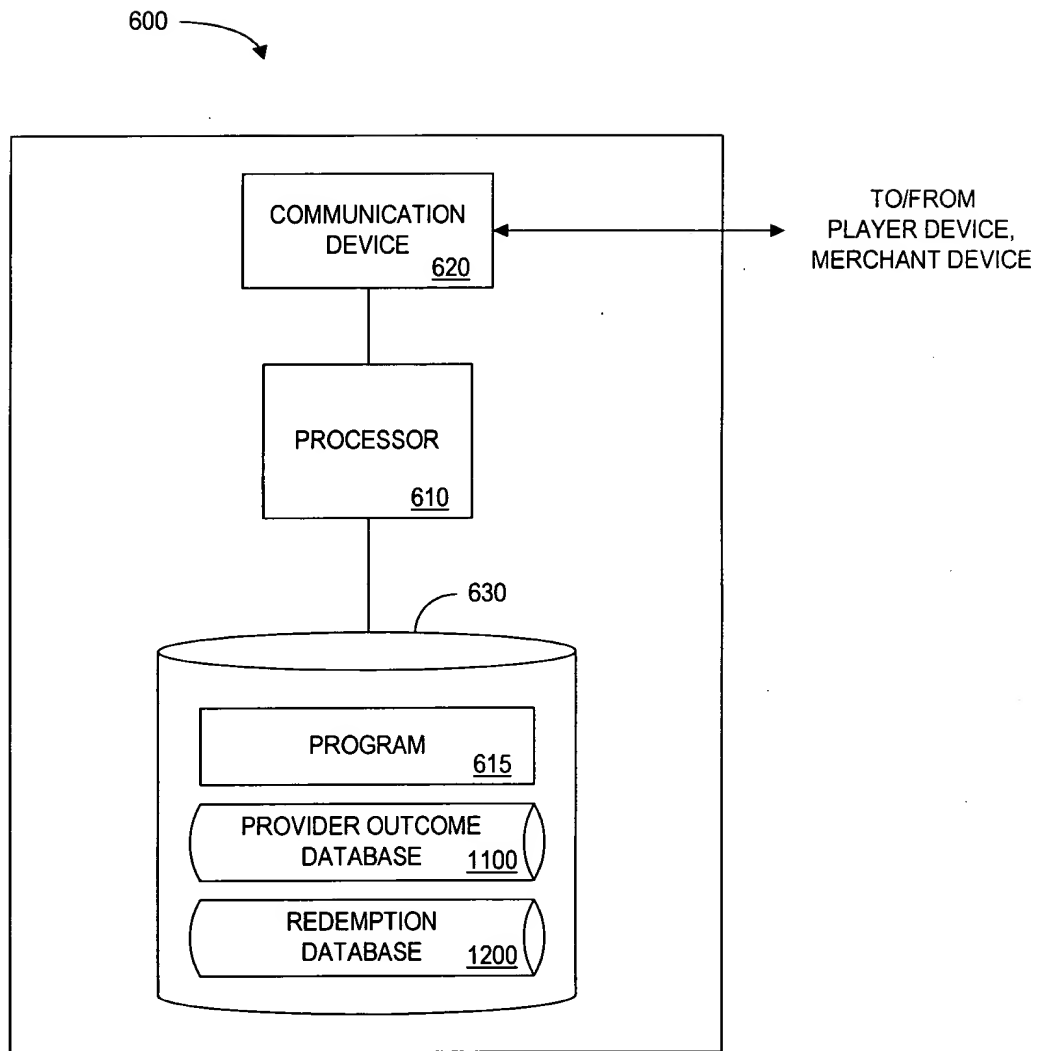 600
COMMUNICATION
DEVICE
620
TO/FROM
PLAYER DEVICE,
MERCHANT DEVICE
PROCESSOR
610
630
PROGRAM
615
PROVIDER OUTCOME
DATABASE
1100
REDEMPTION
DATABASE
1200